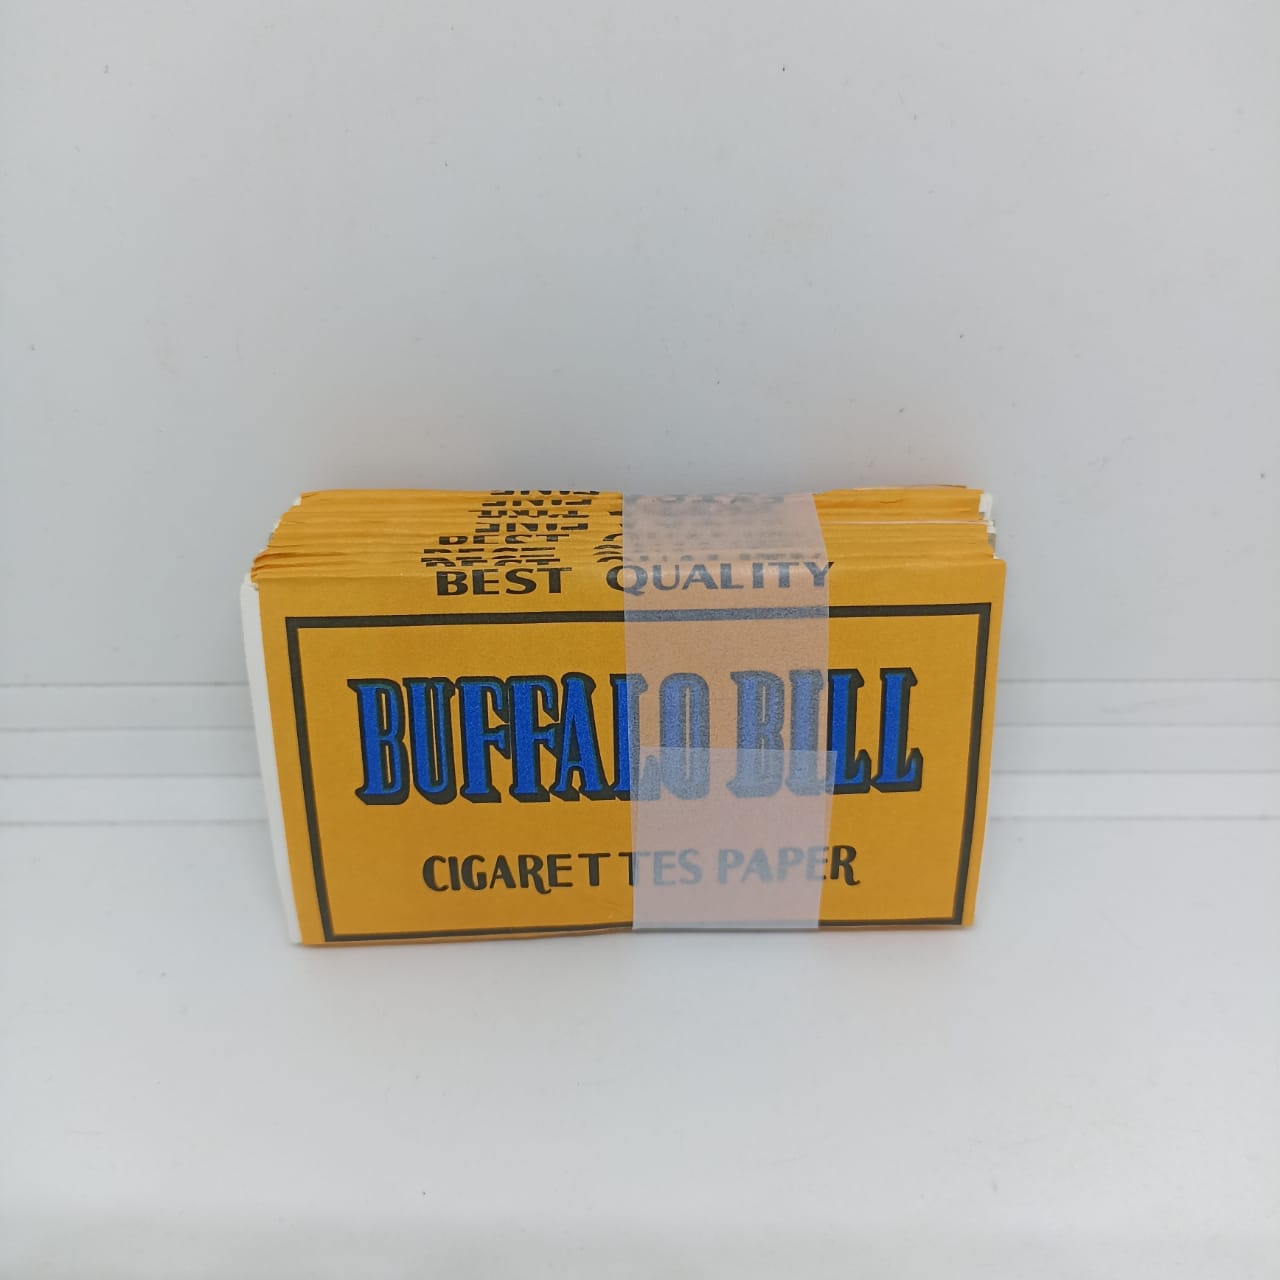 BEST QUALITY
BUFFALO BILL
CIGARETTES PAPER